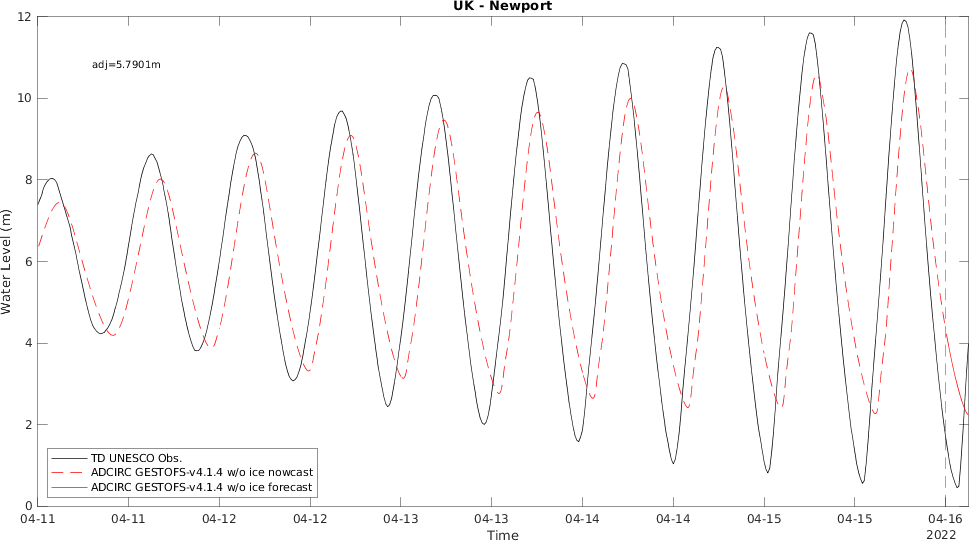 UK - Newport
adj=5.7901m
Water Level (m)
12
10
8
6
4
2
0
TD UNESCO Obs.
ADCIRC GESTOFS-v4.1.4 w/o ice nowcast
ADCIRC GESTOFS-v4.1.4 w/o ice forecast
04-11 04-11 04-12 04-12 04-13 04-13 04-14 04-14 04-15 04-15 04-16
2022
Time